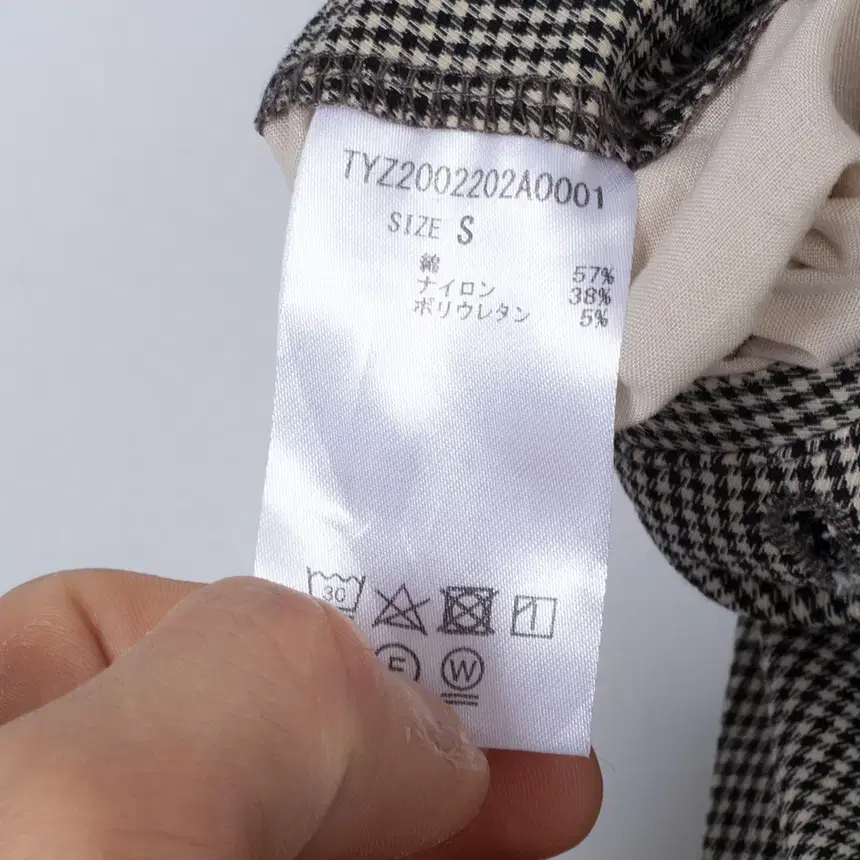 TYZ2002202A0001
SIZE S
綿 57%
ナイロン 38%
ポリウレタン 5%
30
F W